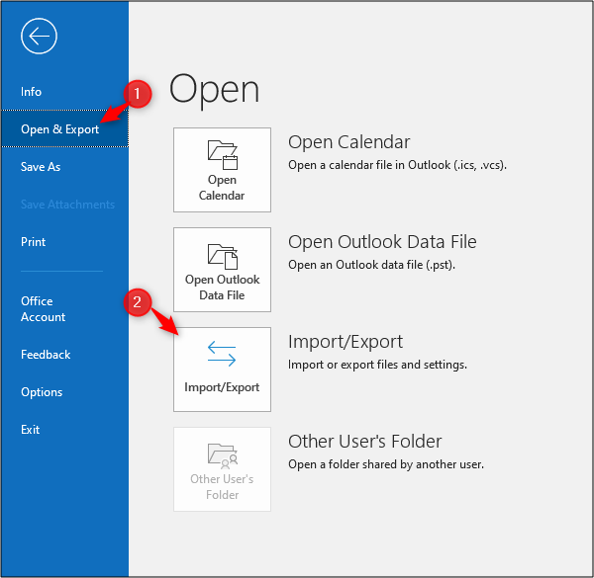 Info
1
Open & Export
Save As
Save Attachments
Print
Office
Account
Feedback
Options
Exit
Open
Open
Calendar
Open Calendar
Open a calendar file in Outlook (.ics, .vcs).
Open Outlook
Data File
Open Outlook Data File
Open an Outlook data file (.pst).
2
Import/Export
Import/Export
Import or export files and settings.
Other User's
Folder
Other User's Folder
Open a folder shared by another user.